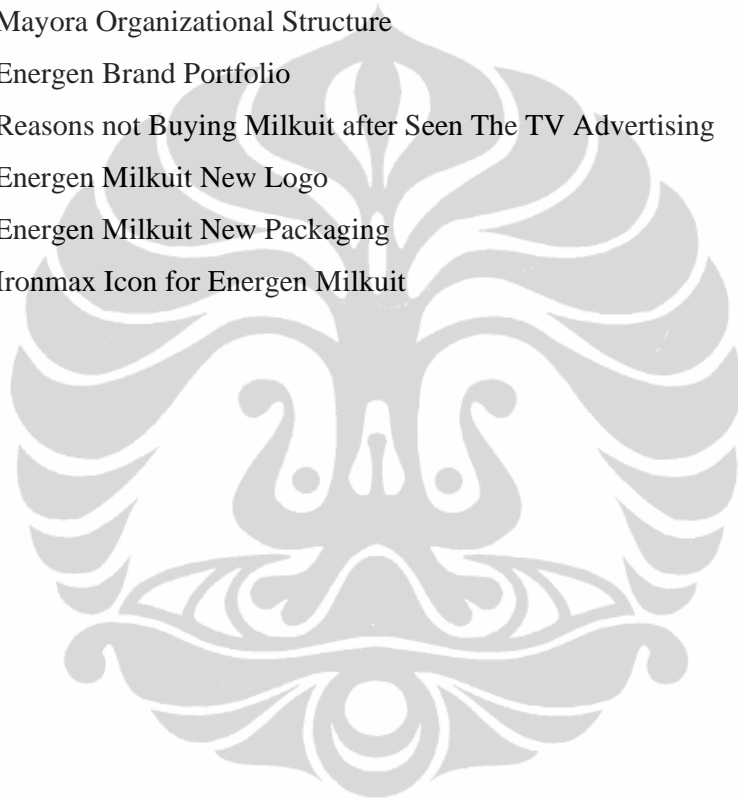 Mayora Organizational Structure
Energen Brand Portfolio
Reasons not Buying Milkuit after Seen The TV Advertising
Energen Milkuit New Logo
Energen Milkuit New Packaging
Ironmax Icon for Energen Milkuit